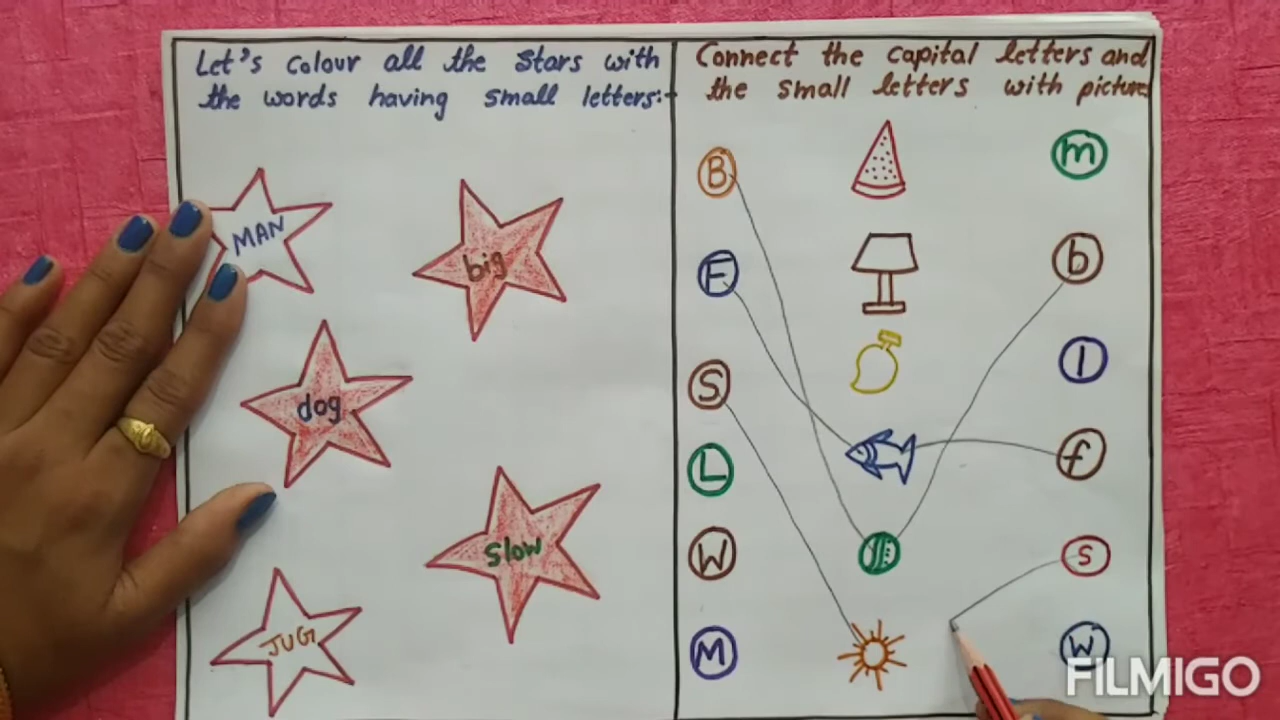 Let's colour all the stars with
the words having small letters:-
MAN
big
dog
slow
JUG
Connect the capital letters and
the small letters with pictures
B
m
F
b
S
l
L
f
W
s
M
w
FILMIGO